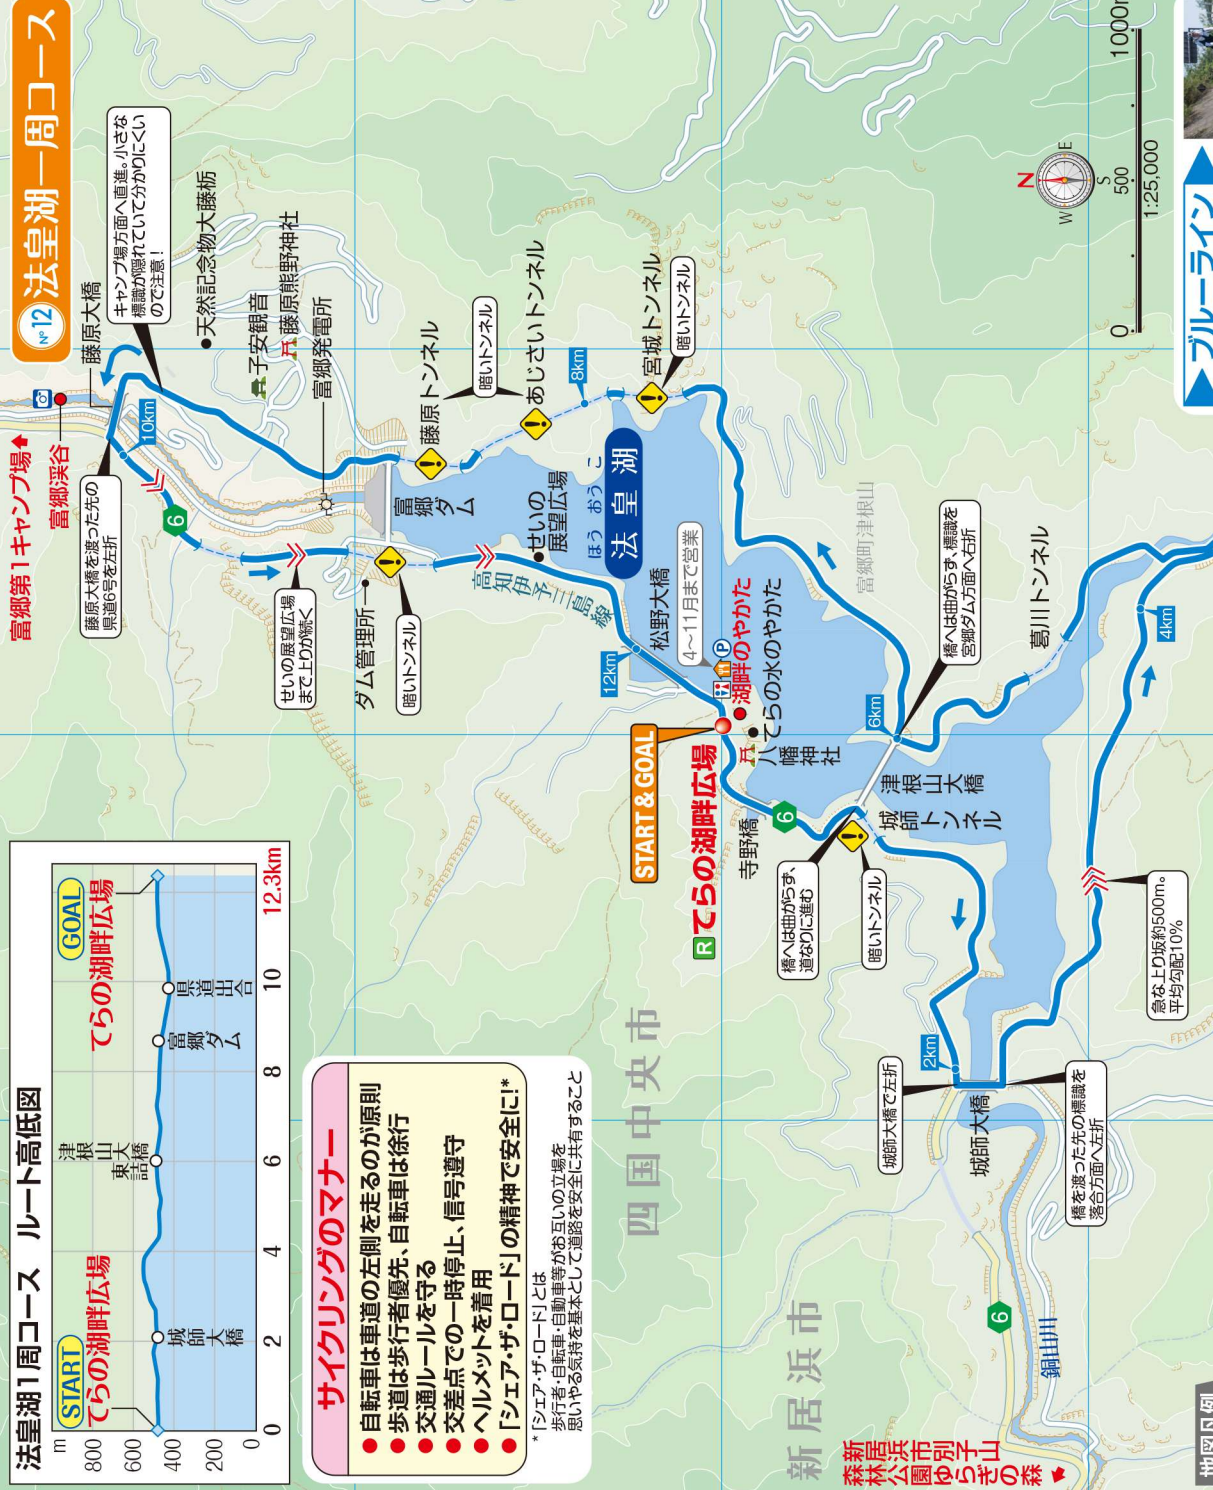 Nº12 法皇湖一周コース
富郷第1キャンプ場
富郷渓谷
藤原大橋
キャンプ場方面へ直進。小さな
標識が隠れていて分かりにくい
ので注意!
天然記念物大藤栃
子安観音
藤原熊野神社
富郷発電所
10km
藤原大橋を渡った先の
県道6号を左折
6
せいの展望広場
まで上りが続く
ダム管理所
暗いトンネル
富郷ダム
藤原トンネル
暗いトンネル
あじさいトンネル
8km
宮城トンネル
暗いトンネル
高知伊予三島線
せいの
展望広場
ほうおうこ
法皇湖
12km
松野大橋
4〜11月まで営業
P
湖畔のやかた
てらの水のやかた
八幡神社
START & GOAL
R てらの湖畔広場
寺野橋
6
橋へは曲がらず、
道なりに進む
暗いトンネル
城師トンネル
津根山大橋
6km
橋へは曲がらず、標識を
富郷ダム方面へ右折
富郷町津根山
葛川トンネル
4km
急な上り坂約500m。
平均勾配10%
2km
城師大橋で左折
城師大橋
橋を渡った先の標識を
落合方面へ左折
四国中央市
新居浜市
銅山川
6
新居浜市別子山
森林公園ゆらぎの森
N
W
E
S
0
500
1000m
1:25,000
ブルーライン
法皇湖1周コース ルート高低図
m
800
600
400
200
0
START
てらの湖畔広場
城師大橋
津根山大橋
東詰
富郷ダム
県道出合
GOAL
てらの湖畔広場
0
2
4
6
8
10
12.3km
サイクリングのマナー
● 自転車は車道の左側を走るのが原則
● 歩道は歩行者優先、自転車は徐行
● 交通ルールを守る
● 交差点での一時停止、信号遵守
● ヘルメットを着用
● 「シェア・ザ・ロード」の精神で安全に!*
*「シェア・ザ・ロード」とは
歩行者・自転車・自動車等がお互いの立場を
思いやる気持を基本として道路を安全に共有すること
地図凡例